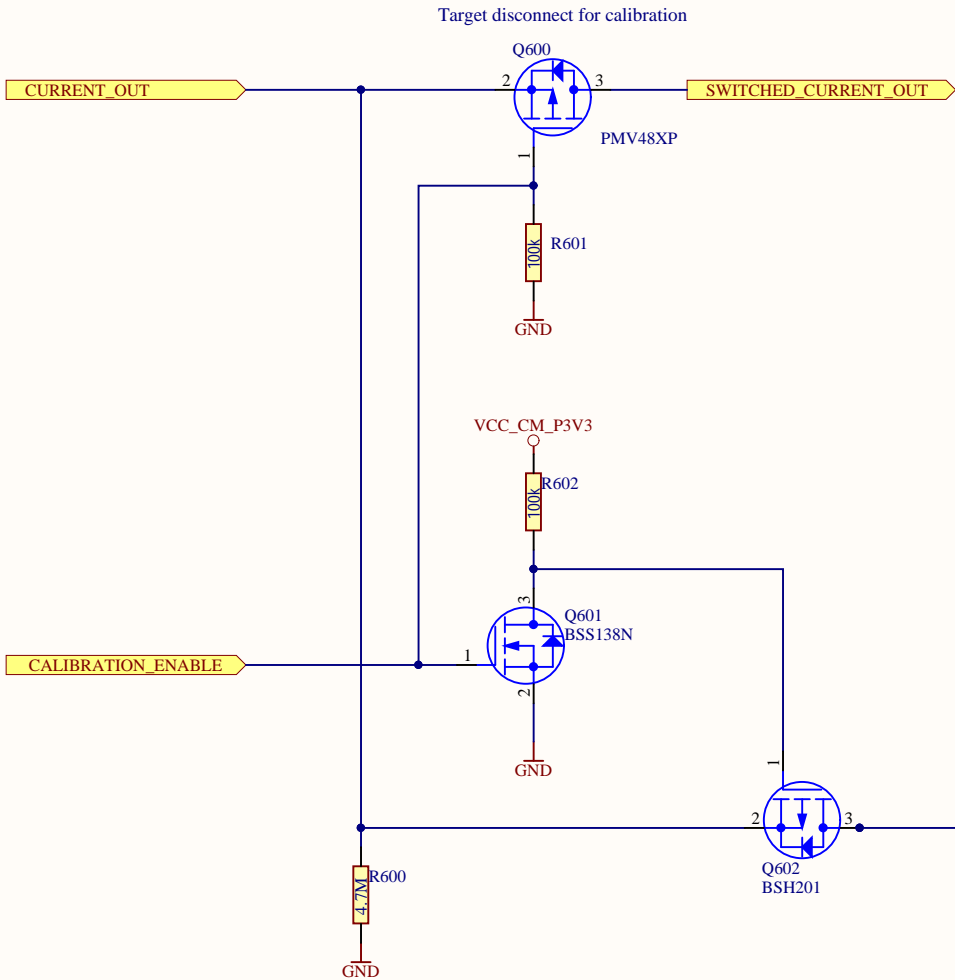 Target disconnect for calibration
Q600
CURRENT_OUT
2
3
SWITCHED_CURRENT_OUT
PMV48XP
1
100k
R601
GND
VCC_CM_P3V3
100k
R602
3
Q601
BSS138N
CALIBRATION_ENABLE
1
2
GND
1
2
3
Q602
BSH201
4.7M
R600
GND